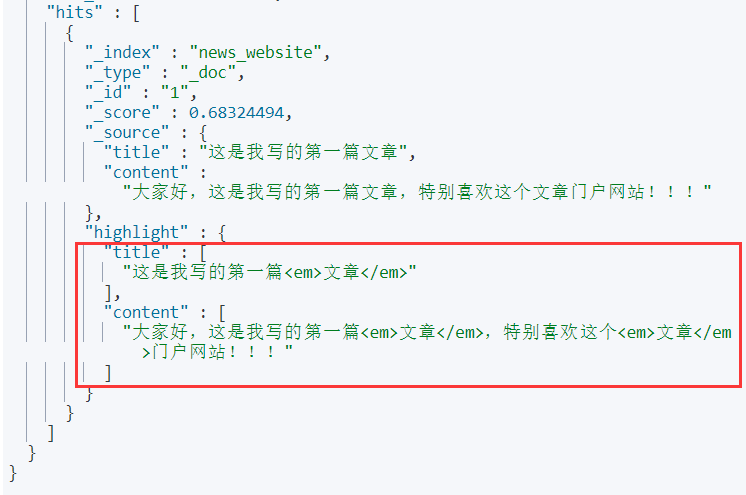 "hits" : [
{
"_index" : "news_website",
"_type" : "_doc",
"_id" : "1",
"_score" : 0.68324494,
"_source" : {
"title" : "这是我写的第一篇文章",
"content" :
"大家好，这是我写的第一篇文章，特别喜欢这个文章门户网站！！！"
},
"highlight" : {
"title" : [
"这是我写的第一篇<em>文章</em>"
],
"content" : [
"大家好，这是我写的第一篇<em>文章</em>，特别喜欢这个<em>文章</em
>门户网站！！！"
]
}
}
]
}
}